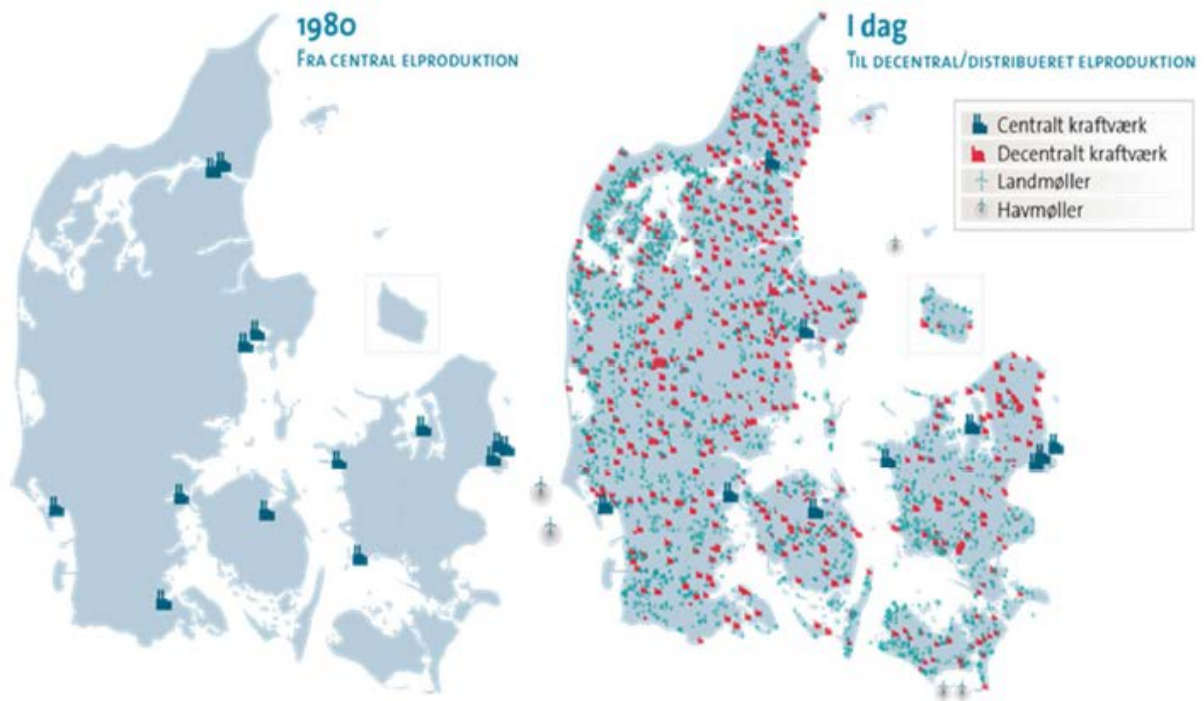 1980
FRA CENTRAL ELPRODUKTION
I dag
TIL DECENTRAL/DISTRIBUERET ELPRODUKTION
Centralt kraftværk
Decentralt kraftværk
Landmøller
Havmøller